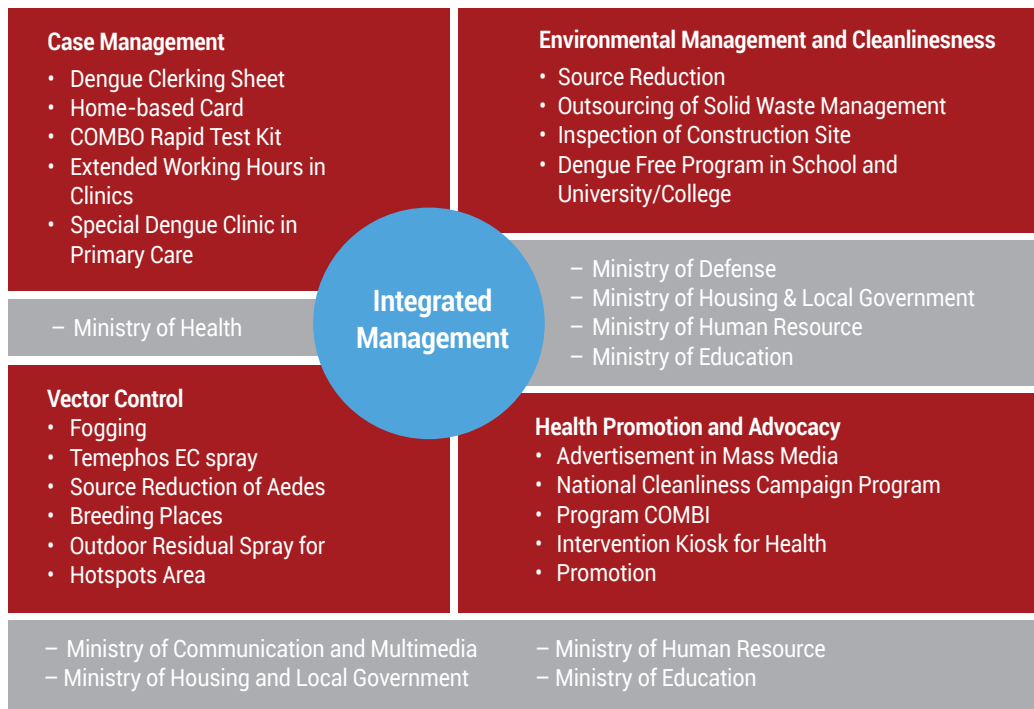 Case Management
• Dengue Clerking Sheet
• Home-based Card
• COMBO Rapid Test Kit
• Extended Working Hours in
Clinics
• Special Dengue Clinic in
Primary Care
– Ministry of Health
Environmental Management and Cleanlinesness
• Source Reduction
• Outsourcing of Solid Waste Management
• Inspection of Construction Site
• Dengue Free Program in School and
University/College
– Ministry of Defense
– Ministry of Housing & Local Government
– Ministry of Human Resource
– Ministry of Education
Integrated
Management
Vector Control
• Fogging
• Temephos EC spray
• Source Reduction of Aedes
• Breeding Places
• Outdoor Residual Spray for
• Hotspots Area
Health Promotion and Advocacy
• Advertisement in Mass Media
• National Cleanliness Campaign Program
• Program COMBI
• Intervention Kiosk for Health
• Promotion
– Ministry of Communication and Multimedia
– Ministry of Housing and Local Government
– Ministry of Human Resource
– Ministry of Education